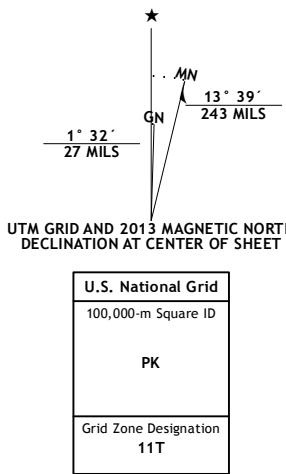 ★
MN
GN
13° 39´
243 MILS
1° 32´
27 MILS
UTM GRID AND 2013 MAGNETIC NORTH
DECLINATION AT CENTER OF SHEET
U.S. National Grid
100,000-m Square ID
PK
Grid Zone Designation
11T